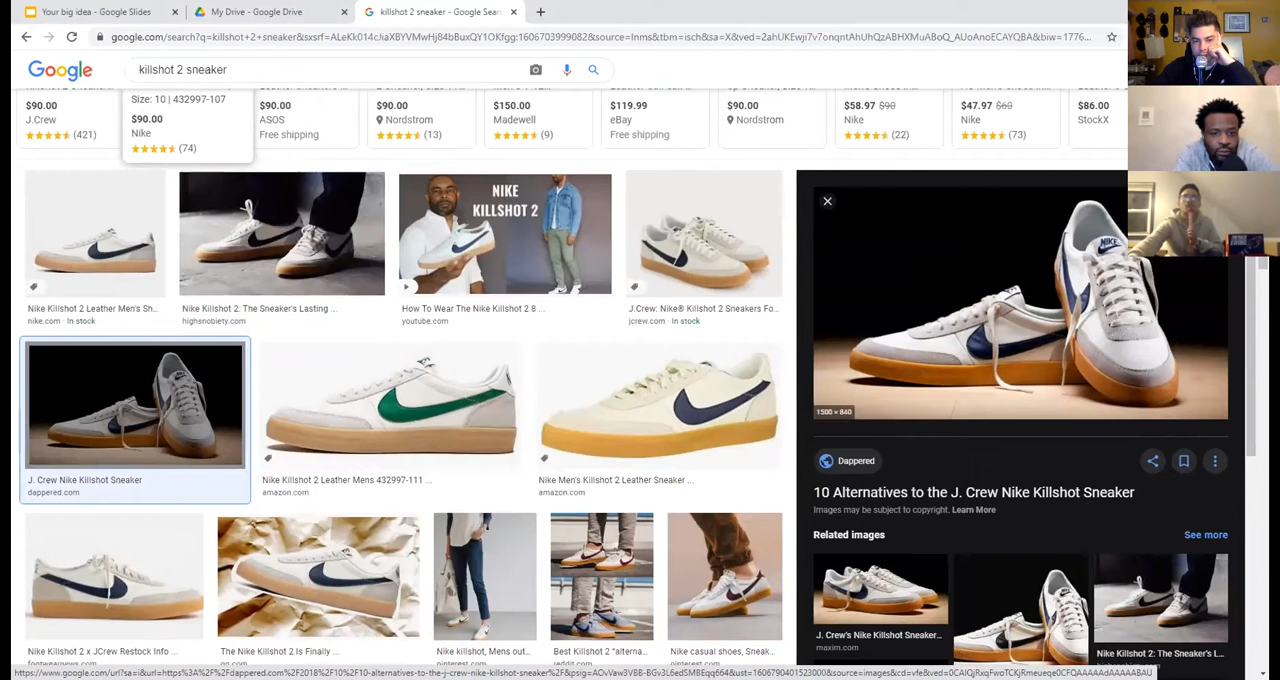 Your big idea - Google Slides
My Drive - Google Drive
killshot 2 sneaker - Google Sear
Google
killshot 2 sneaker
Size: 10 | 432997-107
$90.00
Nike
(74)
$90.00
J.Crew
(421)
$90.00
ASOS
Free shipping
$90.00
Nordstrom
(13)
$150.00
Madewell
(9)
$119.99
eBay
Free shipping
$90.00
Nordstrom
$58.97 $90
Nike
(22)
$47.97 $60
Nike
(73)
$86.00
StockX
NIKE
KILLSHOT 2
Nike Killshot 2 Leather Men's Sh...
nike.com · In stock
Nike Killshot 2: The Sneaker's Lasting ...
highsnobiety.com
How To Wear The Nike Killshot 2 8 ...
youtube.com
J.Crew: Nike® Killshot 2 Sneakers Fo...
jcrew.com · In stock
J. Crew Nike Killshot Sneaker
dappered.com
Nike Killshot 2 Leather Mens 432997-111 ...
amazon.com
Nike Men's Killshot 2 Leather Sneaker ...
amazon.com
Nike Killshot 2 x JCrew Restock Info ...
footwearnews.com
The Nike Killshot 2 Is Finally ...
gq.com
Nike killshot, Mens out...
pinterest.com
Best Killshot 2 "alterna...
reddit.com
Nike casual shoes, Sneak...
pinterest.com
NIKE
1500 × 840
Dappered
10 Alternatives to the J. Crew Nike Killshot Sneaker
Images may be subject to copyright. Learn More
Related images
See more
J. Crew's Nike Killshot Sneaker...
maxim.com
Nike Killshot 2: The Sneaker's L...